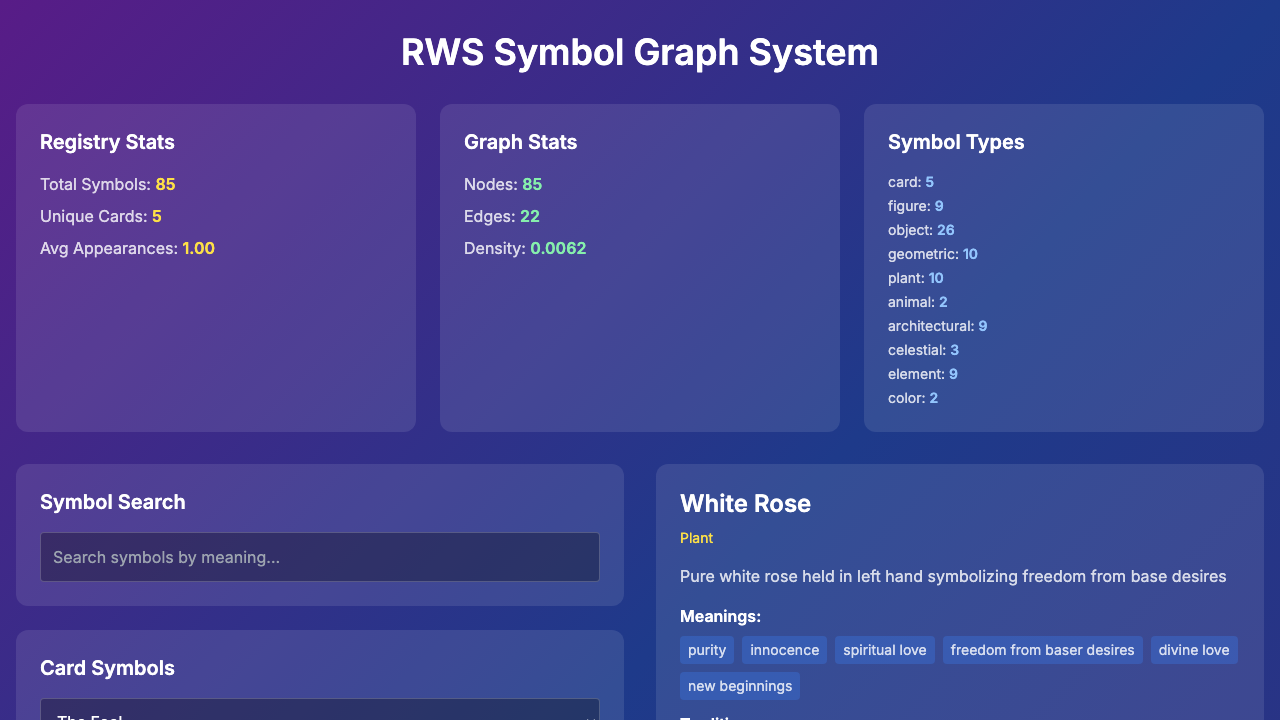 RWS Symbol Graph System
Registry Stats
Total Symbols: 85
Unique Cards: 5
Avg Appearances: 1.00
Graph Stats
Nodes: 85
Edges: 22
Density: 0.0062
Symbol Types
card: 5
figure: 9
object: 26
geometric: 10
plant: 10
animal: 2
architectural: 9
celestial: 3
element: 9
color: 2
Symbol Search
Search symbols by meaning...
Card Symbols
The Fool
White Rose
Plant
Pure white rose held in left hand symbolizing freedom from base desires
Meanings:
purity innocence spiritual love freedom from baser desires divine love
new beginnings